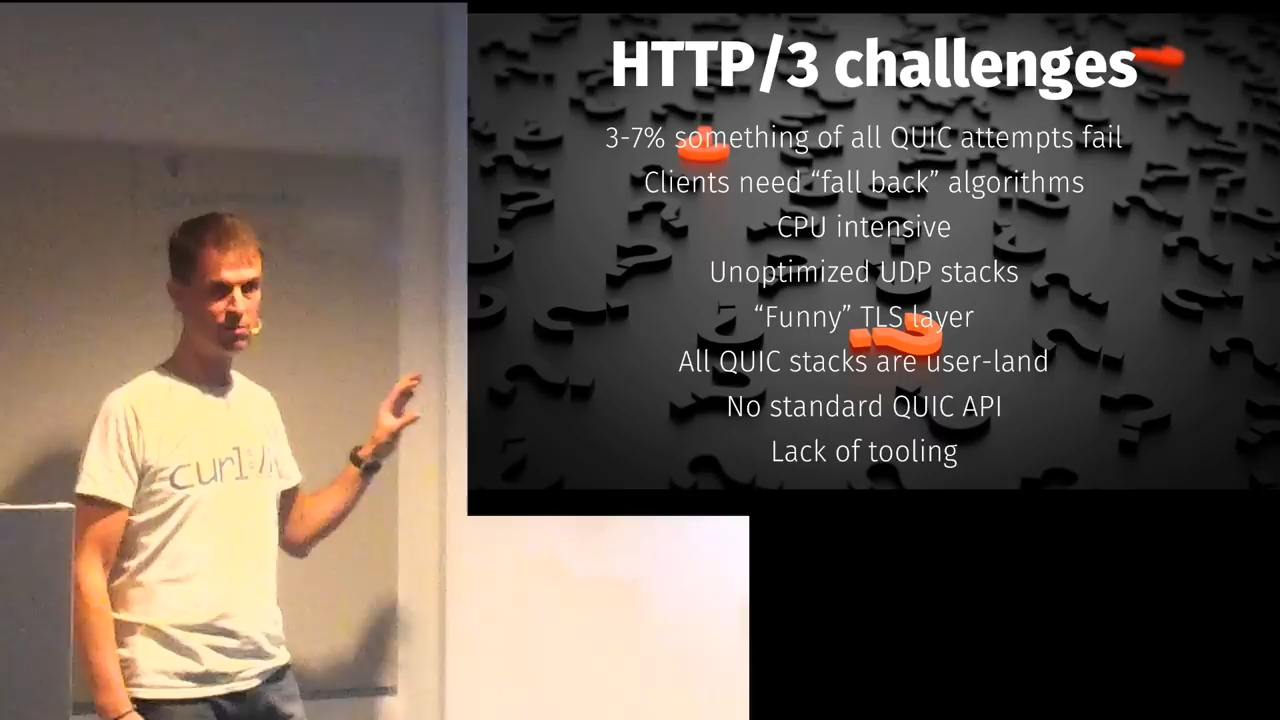 HTTP/3 challenges
3-7% something of all QUIC attempts fail
Clients need “fall back” algorithms
CPU intensive
Unoptimized UDP stacks
“Funny” TLS layer
All QUIC stacks are user-land
No standard QUIC API
Lack of tooling
curl